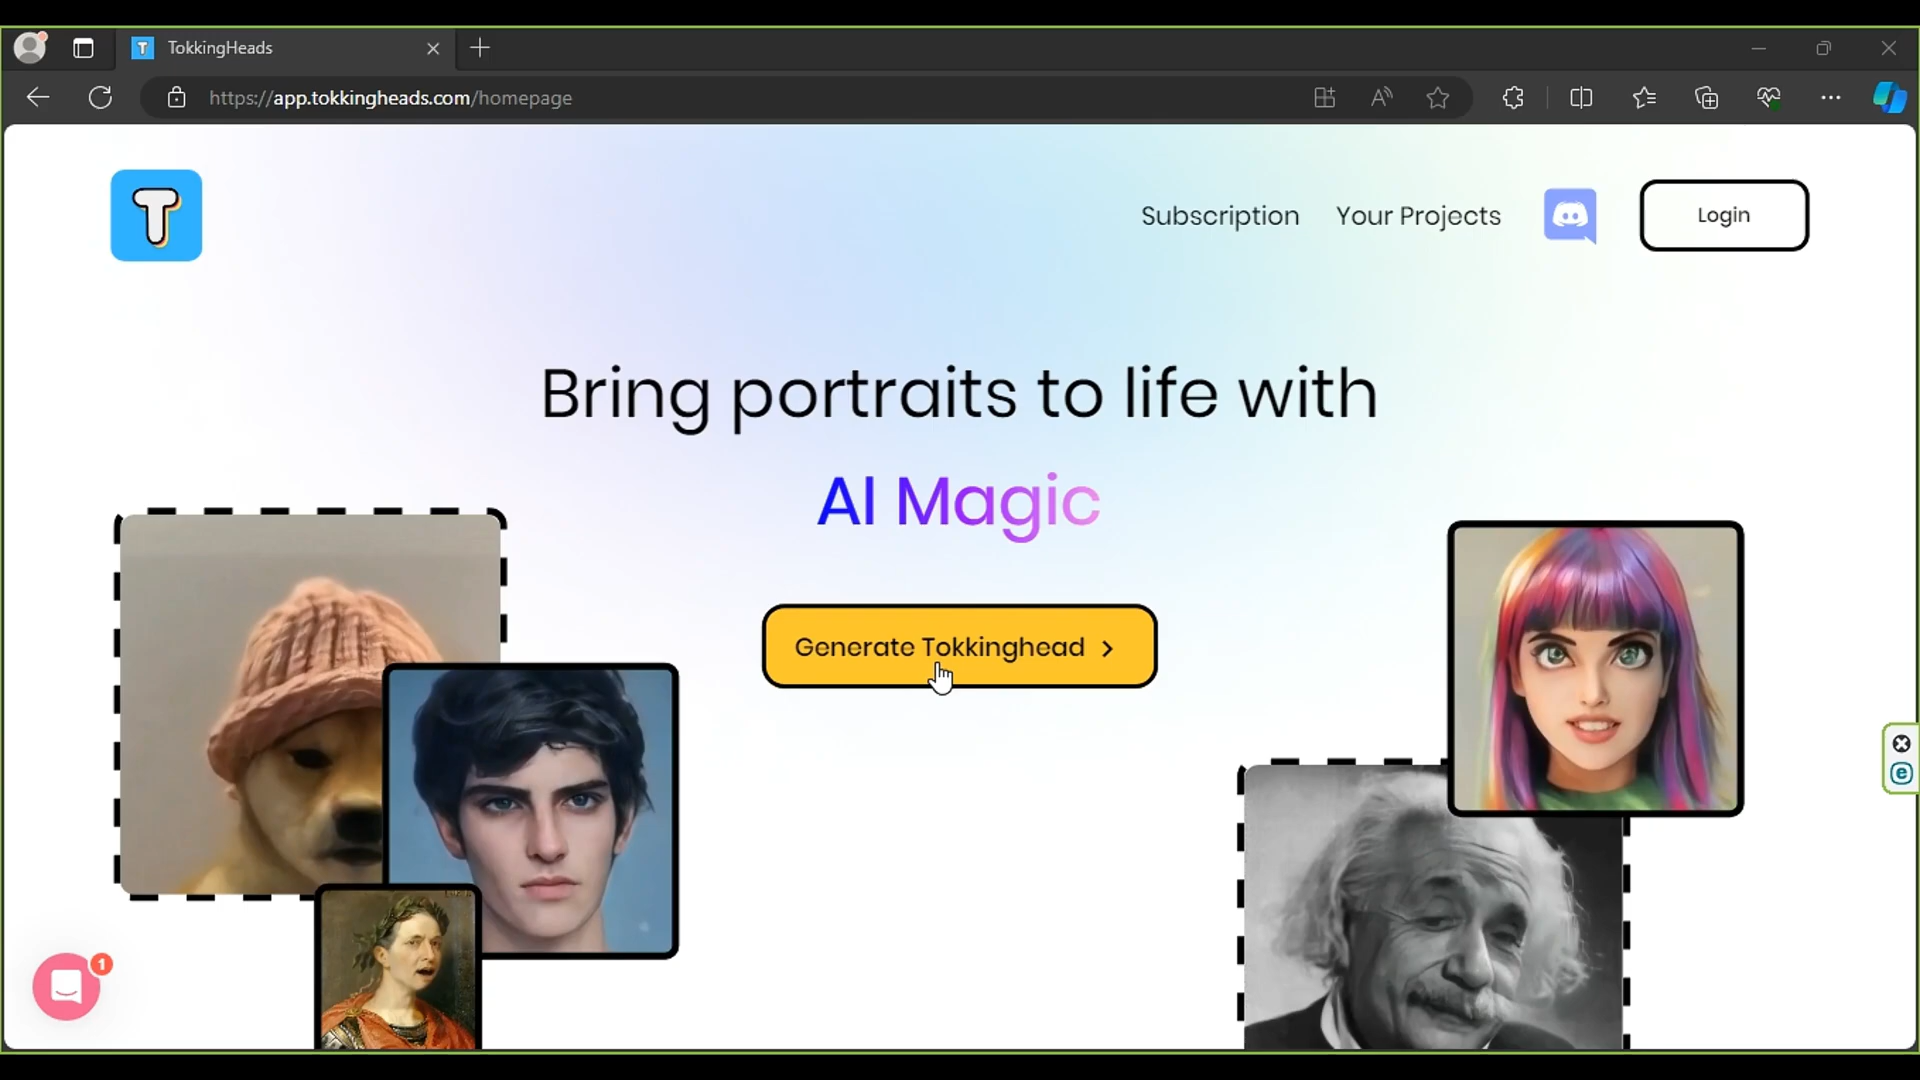 T TokkingHeads
https://app.tokkingheads.com/homepage
T
Subscription Your Projects Login
Bring portraits to life with
AI Magic
Generate Tokkinghead >
1